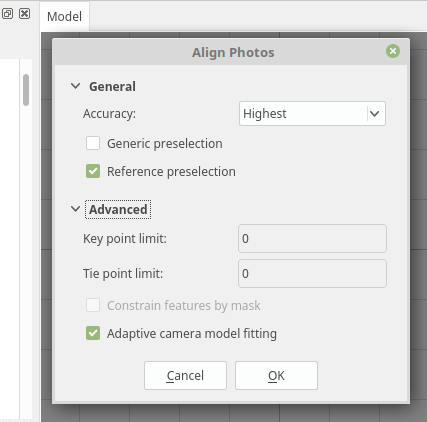 Model
Align Photos
General
Accuracy: Highest
Generic preselection
Reference preselection
Advanced
Key point limit: 0
Tie point limit: 0
Constrain features by mask
Adaptive camera model fitting
Cancel OK